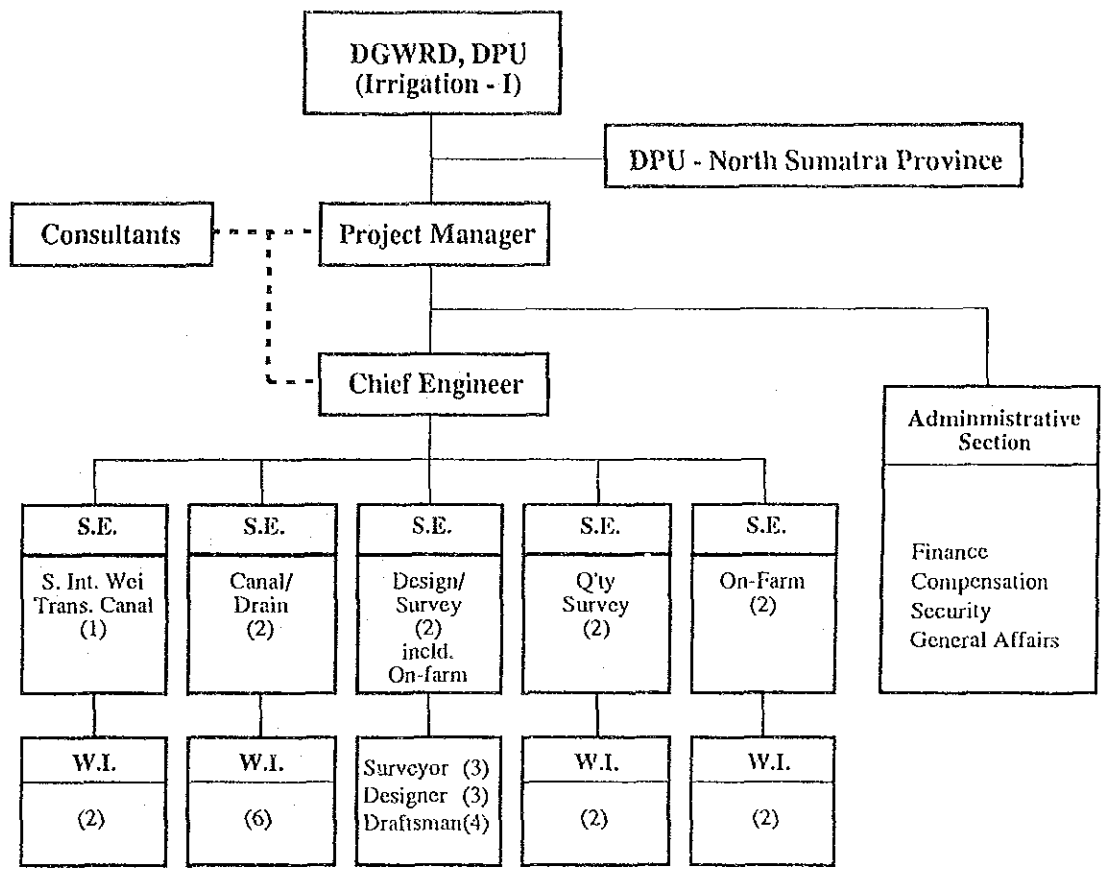 DGWRD, DPU
(Irrigation - I)
DPU - North Sumatra Province
Consultants
Project Manager
Chief Engineer
Adminmistrative
Section
Finance
Compensation
Security
General Affairs
S.E.
S. Int. Wei
Trans. Canal
(1)
S.E.
Canal/
Drain
(2)
S.E.
Design/
Survey
(2)
incld.
On-farm
S.E.
Q'ty
Survey
(2)
S.E.
On-Farm
(2)
W.I.
(2)
W.I.
(6)
Surveyor (3)
Designer (3)
Draftsman(4)
W.I.
(2)
W.I.
(2)